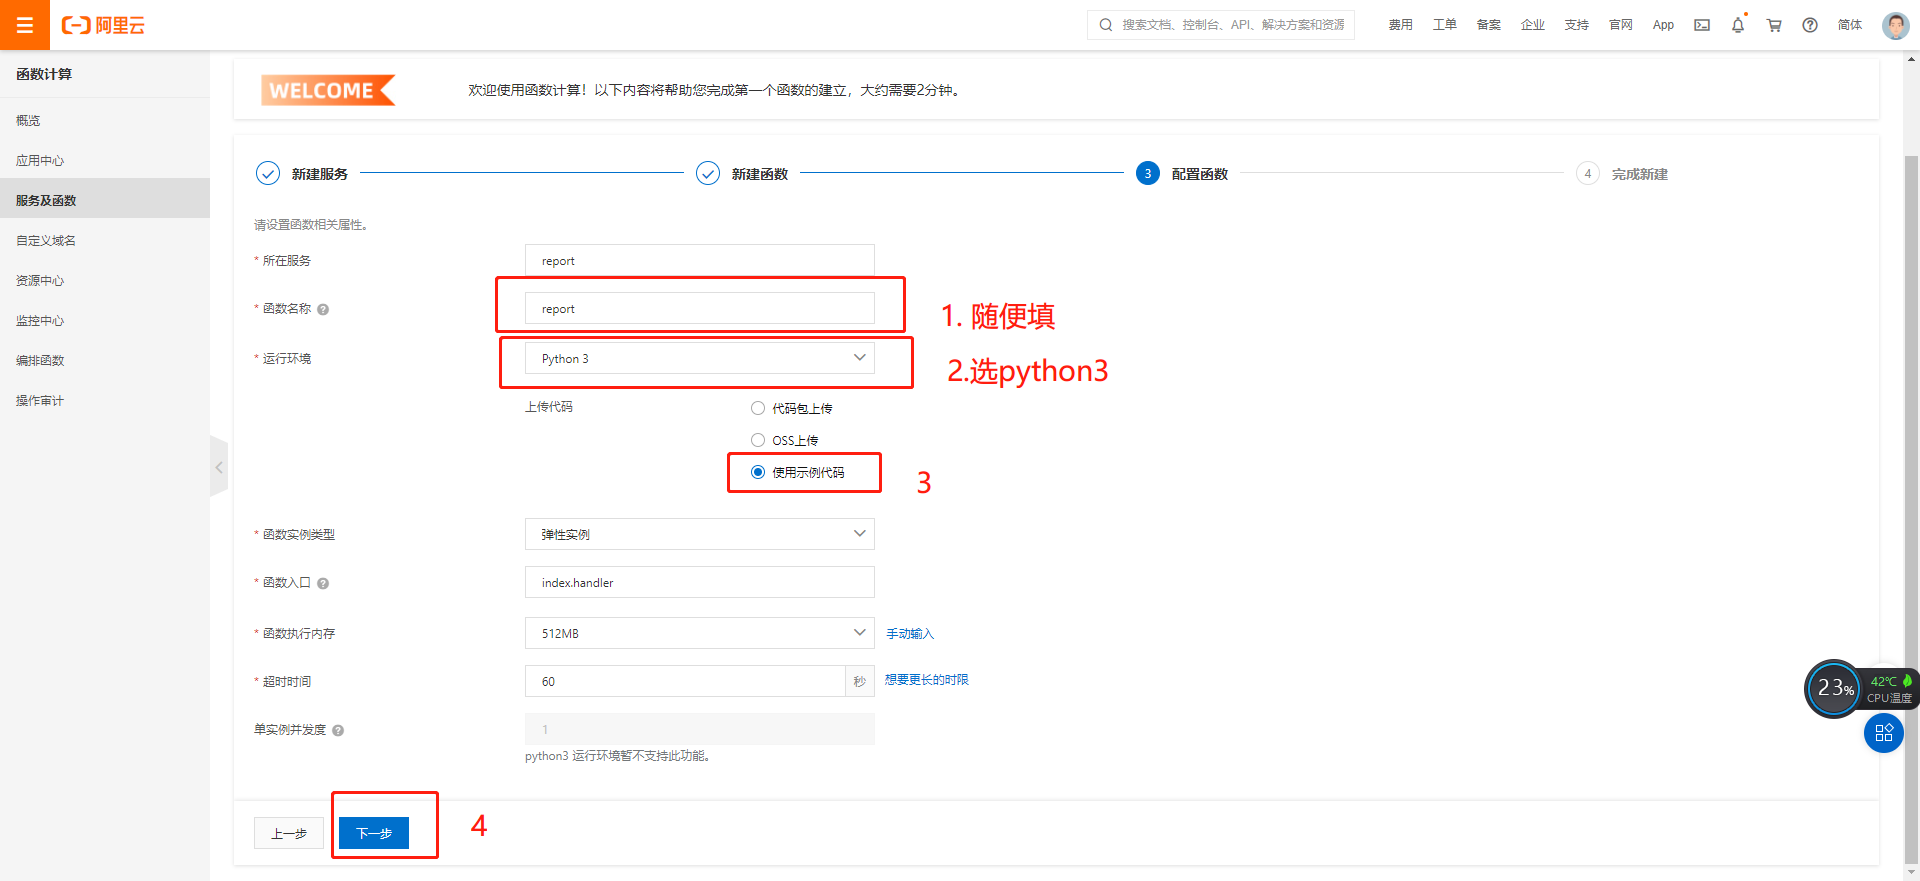 阿里云
搜索文档、控制台、API、解决方案和资源
费用
工单
备案
企业
支持
官网
App
简体
函数计算
概览
应用中心
服务及函数
自定义域名
资源中心
监控中心
编排函数
操作审计
WELCOME
欢迎使用函数计算！以下内容将帮助您完成第一个函数的建立，大约需要2分钟。
新建服务
新建函数
3 配置函数
4 完成新建
请设置函数相关属性。
* 所在服务
report
* 函数名称 ?
report
1. 随便填
* 运行环境
Python 3
2.选python3
上传代码
代码包上传
OSS上传
使用示例代码
3
* 函数实例类型
弹性实例
* 函数入口 ?
index.handler
* 函数执行内存
512MB
手动输入
* 超时时间
60
秒
想要更长的时限
单实例并发度 ?
1
python3 运行环境暂不支持此功能。
23%
42℃
CPU温度
上一步
下一步
4